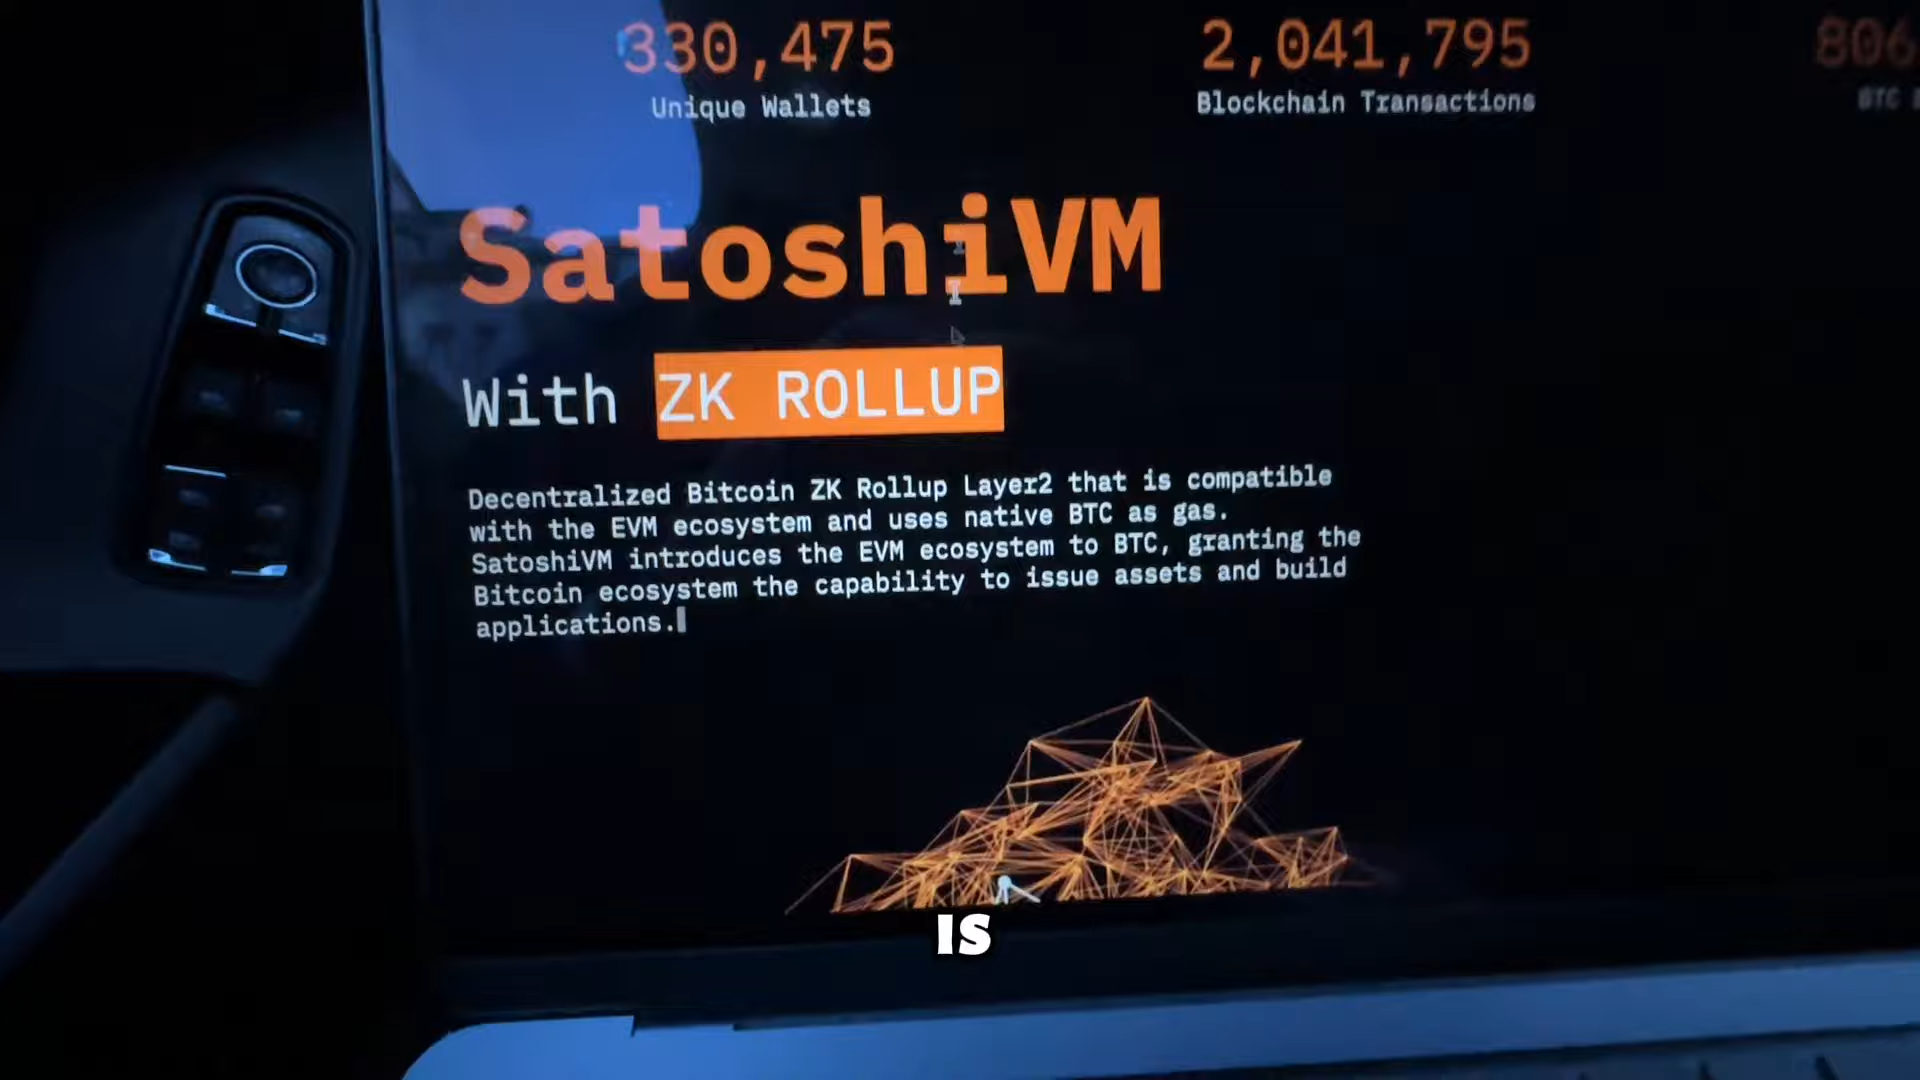 330,475
Unique Wallets
2,041,795
Blockchain Transactions
806
BTC
SatoshiVM
With ZK ROLLUP
Decentralized Bitcoin ZK Rollup Layer2 that is compatible
with the EVM ecosystem and uses native BTC as gas.
SatoshiVM introduces the EVM ecosystem to BTC, granting the
Bitcoin ecosystem the capability to issue assets and build
applications.
IS